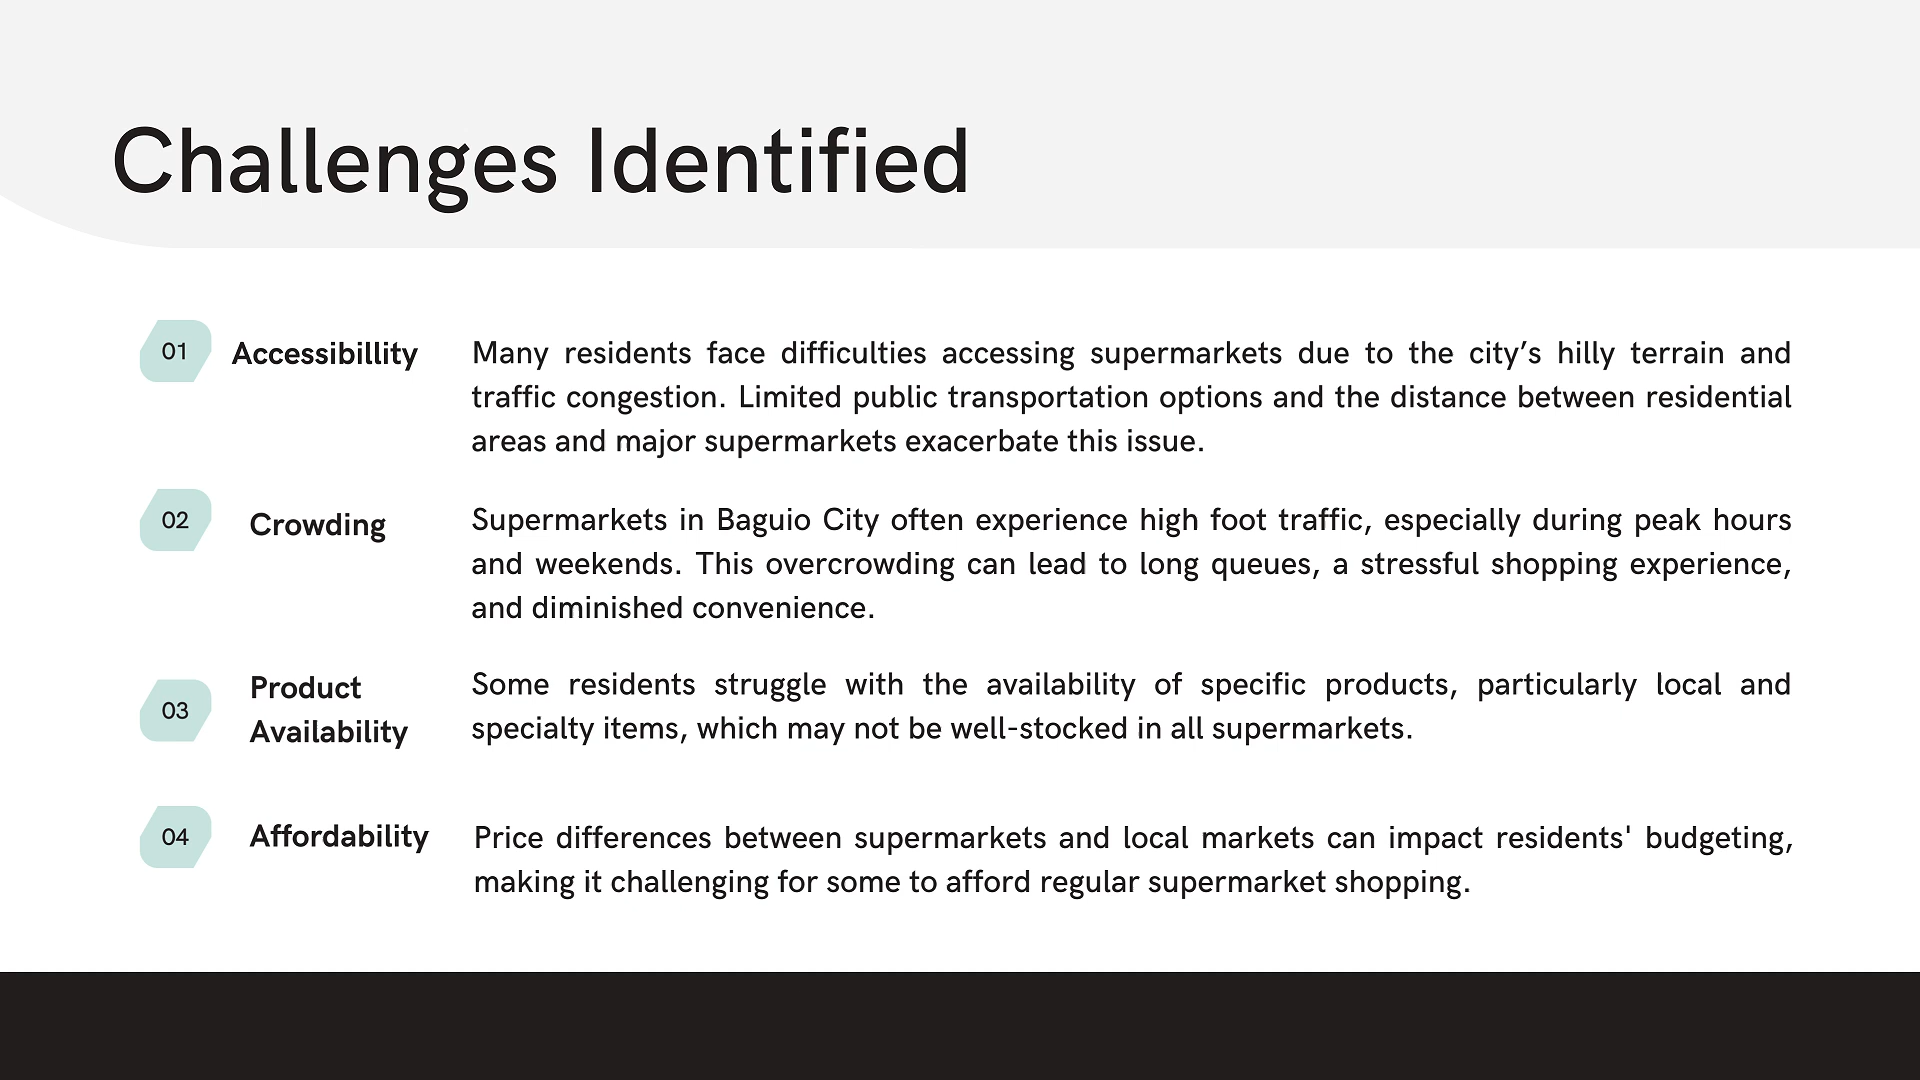 Challenges Identified
01
Accessibillity
Many residents face difficulties accessing supermarkets due to the city’s hilly terrain and
traffic congestion. Limited public transportation options and the distance between residential
areas and major supermarkets exacerbate this issue.
02
Crowding
Supermarkets in Baguio City often experience high foot traffic, especially during peak hours
and weekends. This overcrowding can lead to long queues, a stressful shopping experience,
and diminished convenience.
03
Product
Availability
Some residents struggle with the availability of specific products, particularly local and
specialty items, which may not be well-stocked in all supermarkets.
04
Affordability
Price differences between supermarkets and local markets can impact residents' budgeting,
making it challenging for some to afford regular supermarket shopping.